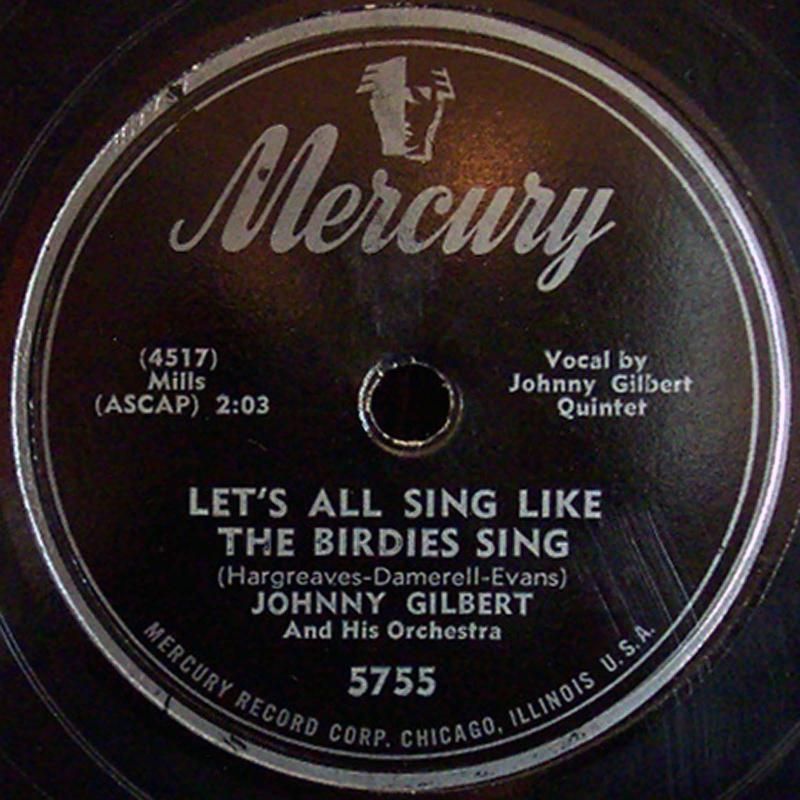 Mercury
(4517)
Mills
(ASCAP) 2:03
Vocal by
Johnny Gilbert
Quintet
LET'S ALL SING LIKE
THE BIRDIES SING
(Hargreaves-Damerell-Evans)
JOHNNY GILBERT
And His Orchestra
5755
MERCURY RECORD CORP. CHICAGO, ILLINOIS U.S.A.